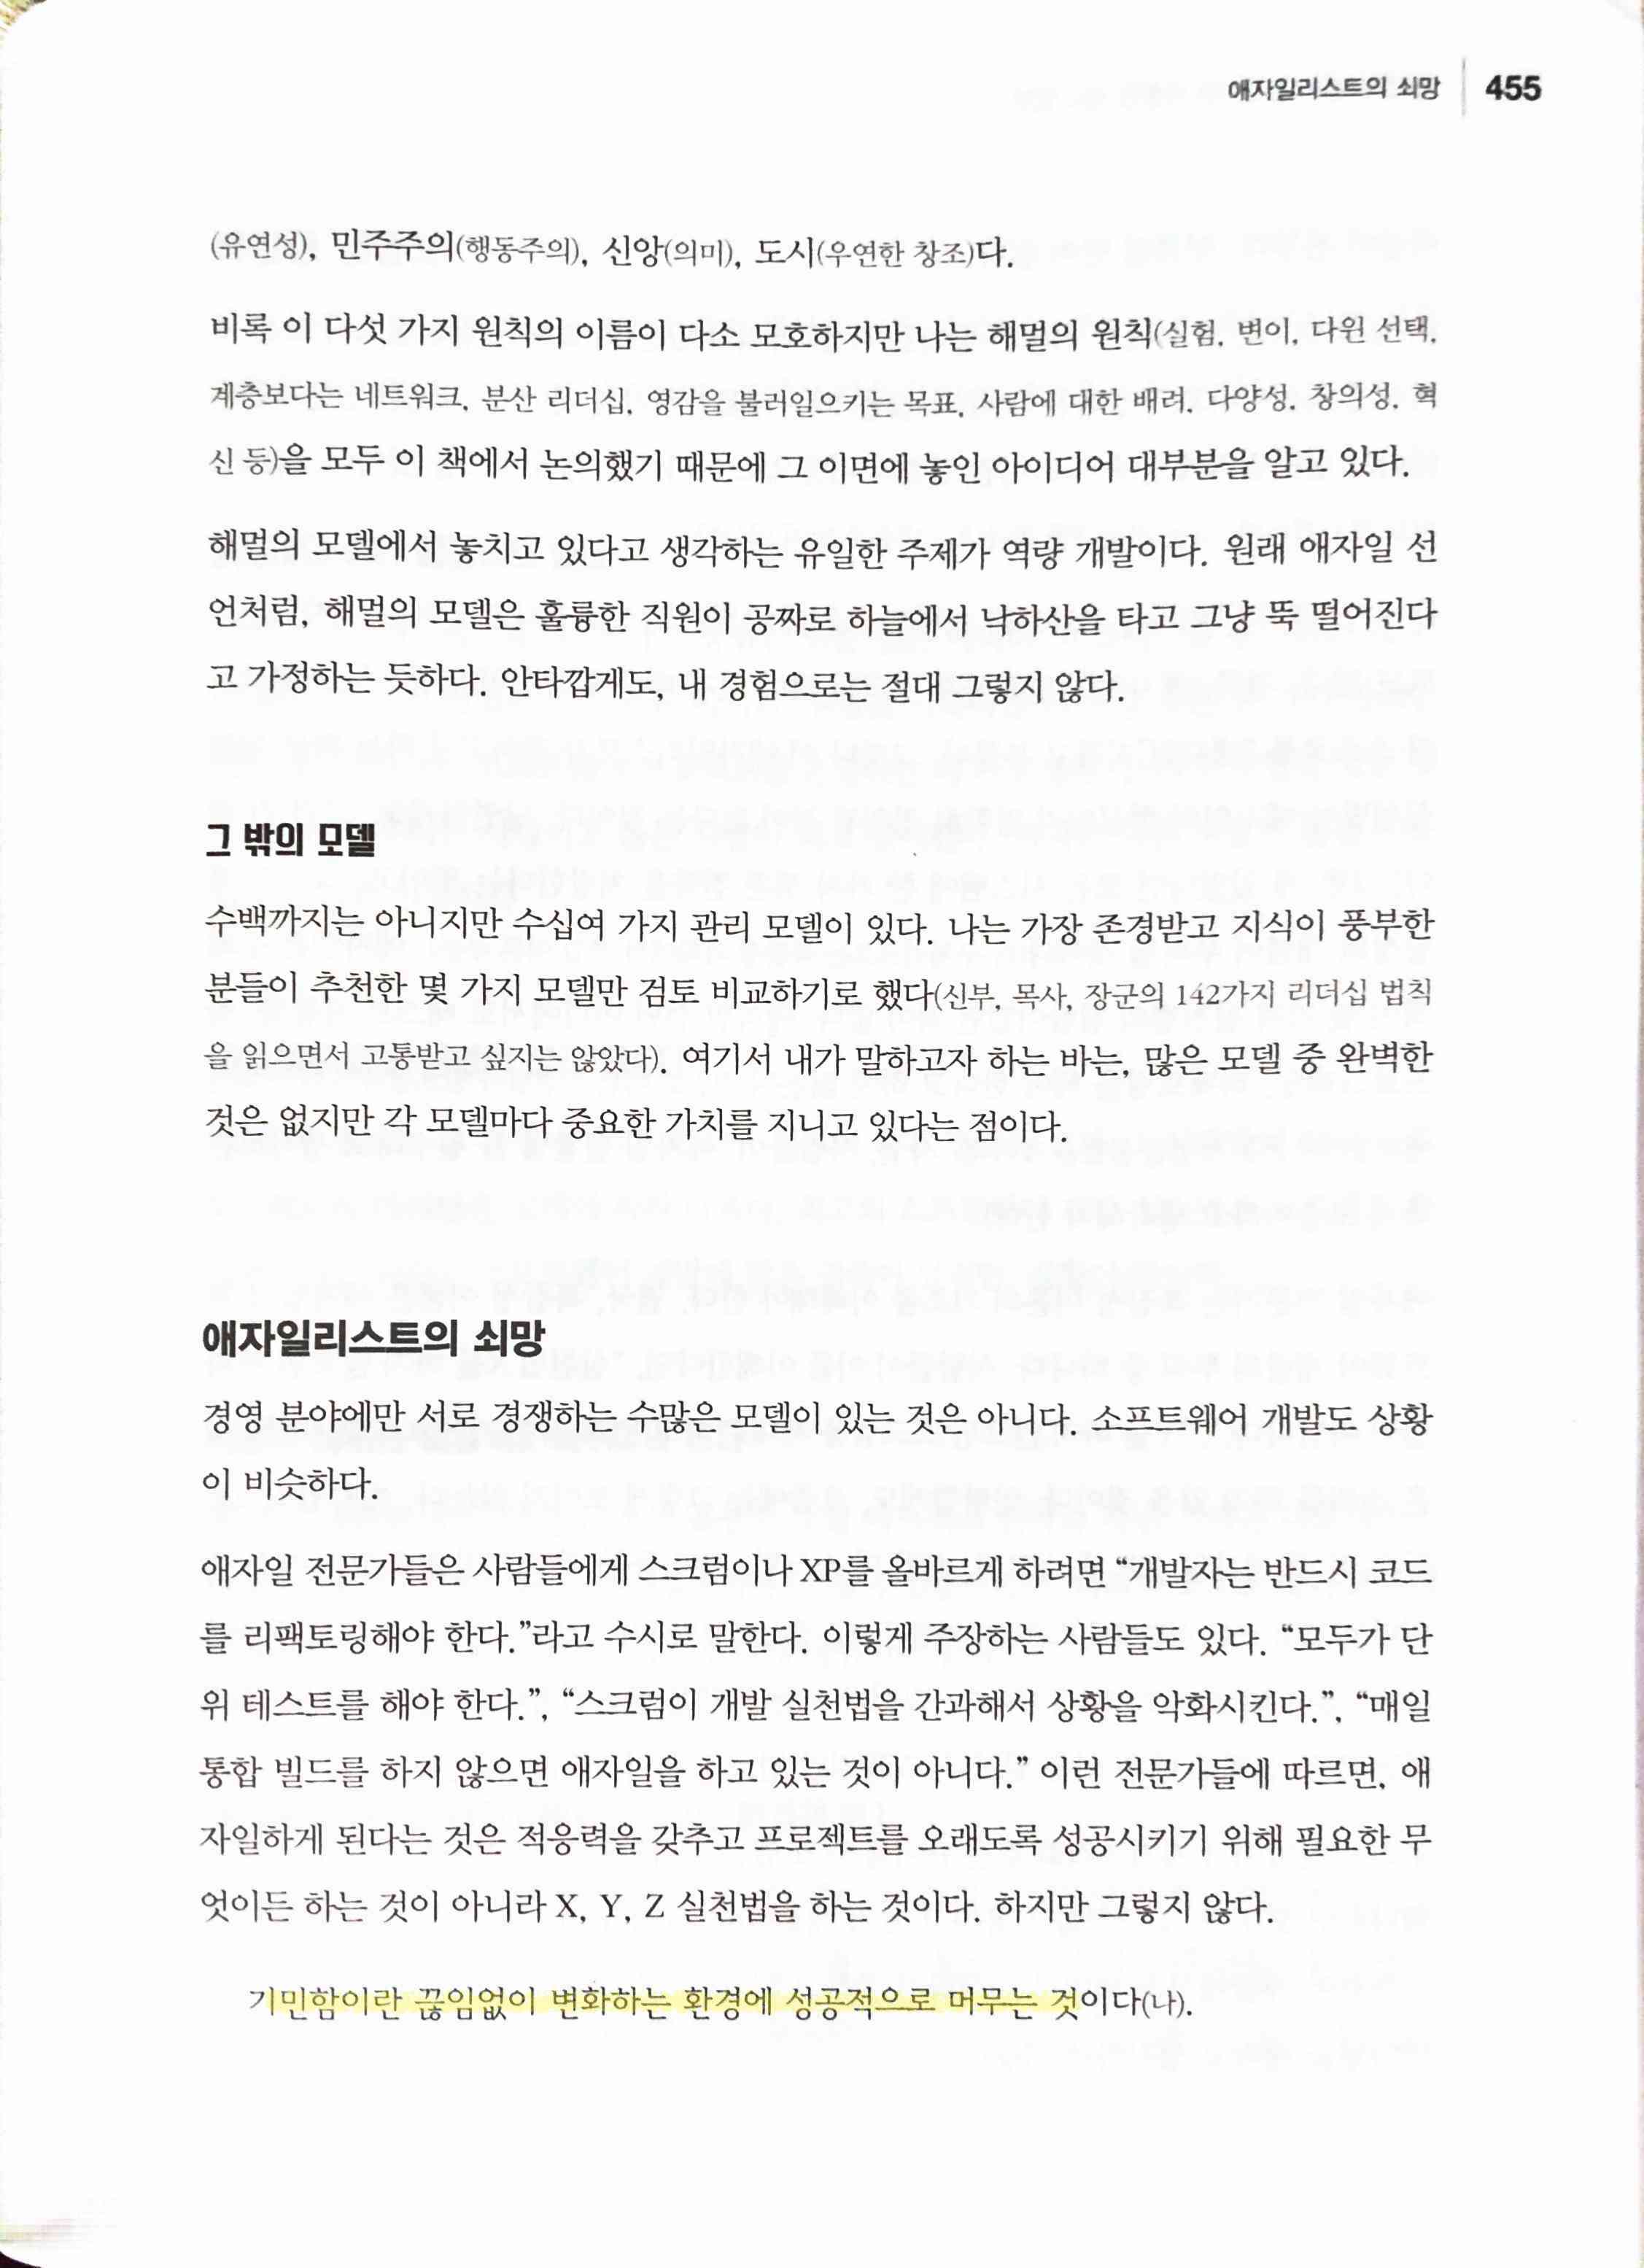 애자일리스트의 쇠망 455
(유연성), 민주주의(행동주의), 신앙(의미), 도시(우연한 창조)다.
비록 이 다섯 가지 원칙의 이름이 다소 모호하지만 나는 해멀의 원칙(실험, 변이, 다윈 선택,
계층보다는 네트워크, 분산 리더십, 영감을 불러일으키는 목표, 사람에 대한 배려, 다양성, 창의성, 혁
신 등)을 모두 이 책에서 논의했기 때문에 그 이면에 놓인 아이디어 대부분을 알고 있다.
해멀의 모델에서 놓치고 있다고 생각하는 유일한 주제가 역량 개발이다. 원래 애자일 선
언처럼, 해멀의 모델은 훌륭한 직원이 공짜로 하늘에서 낙하산을 타고 그냥 뚝 떨어진다
고 가정하는 듯하다. 안타깝게도, 내 경험으로는 절대 그렇지 않다.
그 밖의 모델
수백까지는 아니지만 수십여 가지 관리 모델이 있다. 나는 가장 존경받고 지식이 풍부한
분들이 추천한 몇 가지 모델만 검토 비교하기로 했다(신부, 목사, 장군의 142가지 리더십 법칙
을 읽으면서 고통받고 싶지는 않았다). 여기서 내가 말하고자 하는 바는, 많은 모델 중 완벽한
것은 없지만 각 모델마다 중요한 가치를 지니고 있다는 점이다.
애자일리스트의 쇠망
경영 분야에만 서로 경쟁하는 수많은 모델이 있는 것은 아니다. 소프트웨어 개발도 상황
이 비슷하다.
애자일 전문가들은 사람들에게 스크럼이나 XP를 올바르게 하려면 “개발자는 반드시 코드
를 리팩토링해야 한다.”라고 수시로 말한다. 이렇게 주장하는 사람들도 있다. “모두가 단
위 테스트를 해야 한다.”, “스크럼이 개발 실천법을 간과해서 상황을 악화시킨다.”, “매일
통합 빌드를 하지 않으면 애자일을 하고 있는 것이 아니다.” 이런 전문가들에 따르면, 애
자일하게 된다는 것은 적응력을 갖추고 프로젝트를 오래도록 성공시키기 위해 필요한 무
엇이든 하는 것이 아니라 X, Y, Z 실천법을 하는 것이다. 하지만 그렇지 않다.
기민함이란 끊임없이 변화하는 환경에 성공적으로 머무는 것이다(나).